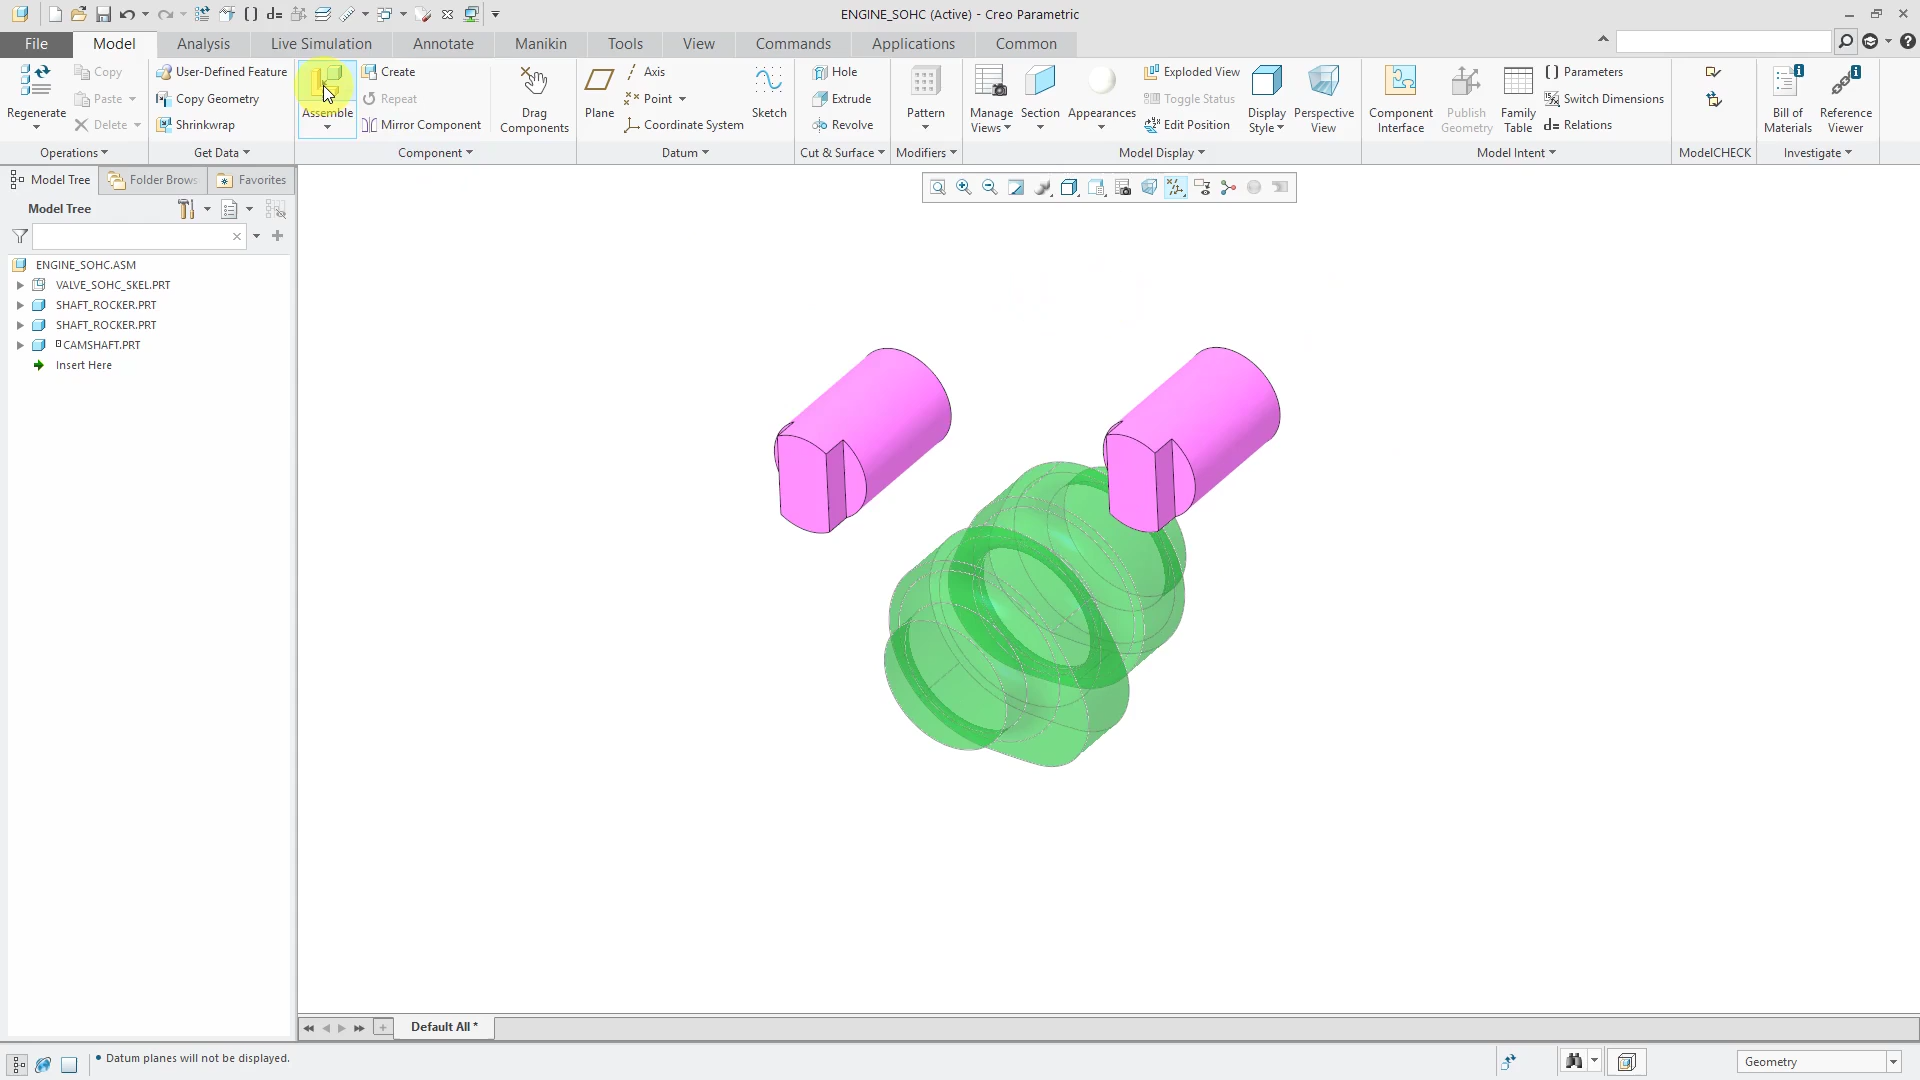 ENGINE_SOHC (Active) - Creo Parametric
File Model Analysis Live Simulation Annotate Manikin Tools View Commands Applications Common
Regenerate
Copy
Paste
Delete
Operations
User-Defined Feature
Copy Geometry
Shrinkwrap
Get Data
Assemble
Create
Repeat
Mirror Component
Component
Drag
Components
Plane
Axis
Point
Coordinate System
Sketch
Datum
Hole
Extrude
Revolve
Cut & Surface
Pattern
Modifiers
Manage
Views
Section
Appearances
Exploded View
Toggle Status
Edit Position
Display
Style
Perspective
View
Model Display
Component
Interface
Publish
Geometry
Family
Table
Parameters
Switch Dimensions
d= Relations
Model Intent
ModelCHECK
Bill of
Materials
Reference
Viewer
Investigate
Model Tree Folder Brows Favorites
Model Tree
ENGINE_SOHC.ASM
VALVE_SOHC_SKEL.PRT
SHAFT_ROCKER.PRT
SHAFT_ROCKER.PRT
CAMSHAFT.PRT
Insert Here
Default All *
• Datum planes will not be displayed.
Geometry